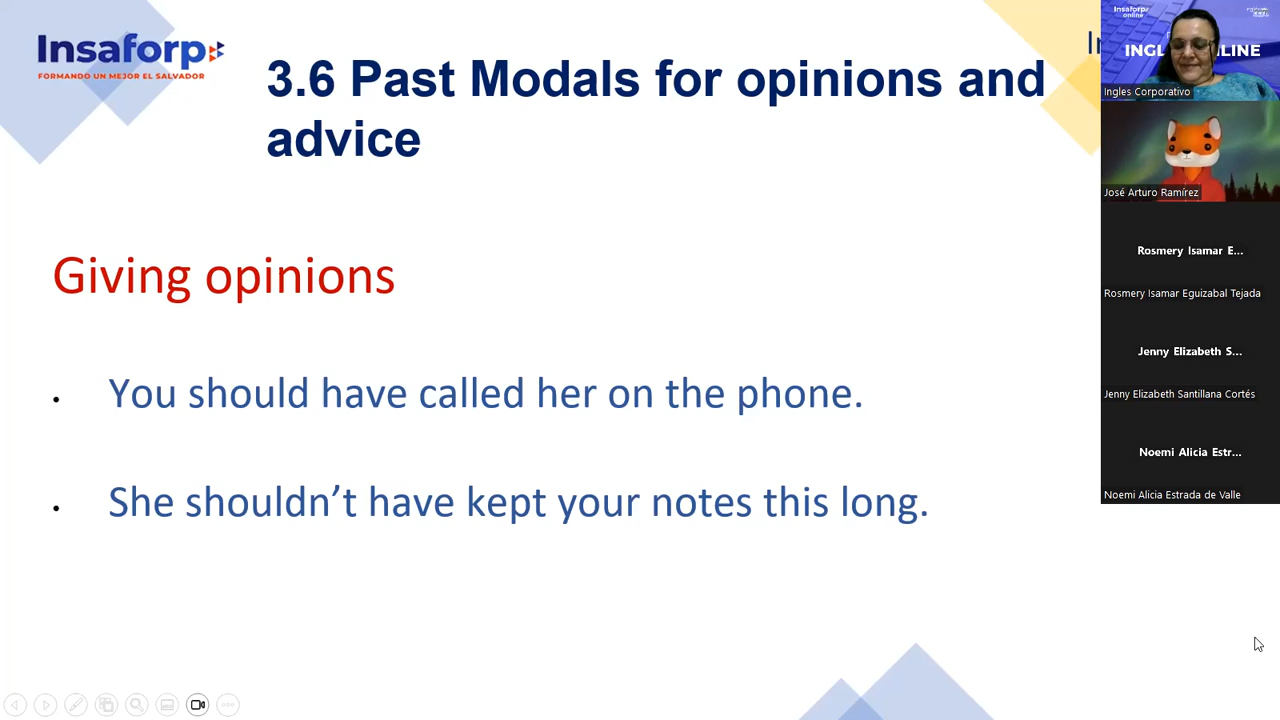 Insaforp
FORMANDO UN MEJOR EL SALVADOR
3.6 Past Modals for opinions and
advice
Giving opinions
• You should have called her on the phone.
• She shouldn’t have kept your notes this long.
Insaforp
online
Ingles Corporativo
José Arturo Ramírez
Rosmery Isamar E...
Rosmery Isamar Eguizabal Tejada
Jenny Elizabeth S...
Jenny Elizabeth Santillana Cortés
Noemi Alicia Estr...
Noemi Alicia Estrada de Valle